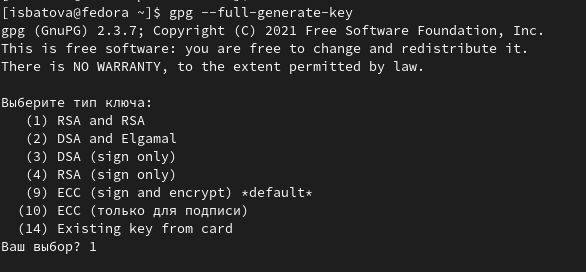 [isbatova@fedora ~]$ gpg --full-generate-key
gpg (GnuPG) 2.3.7; Copyright (C) 2021 Free Software Foundation, Inc.
This is free software: you are free to change and redistribute it.
There is NO WARRANTY, to the extent permitted by law.
Выберите тип ключа:
(1) RSA and RSA
(2) DSA and Elgamal
(3) DSA (sign only)
(4) RSA (sign only)
(9) ECC (sign and encrypt) *default*
(10) ECC (только для подписи)
(14) Existing key from card
Ваш выбор? 1